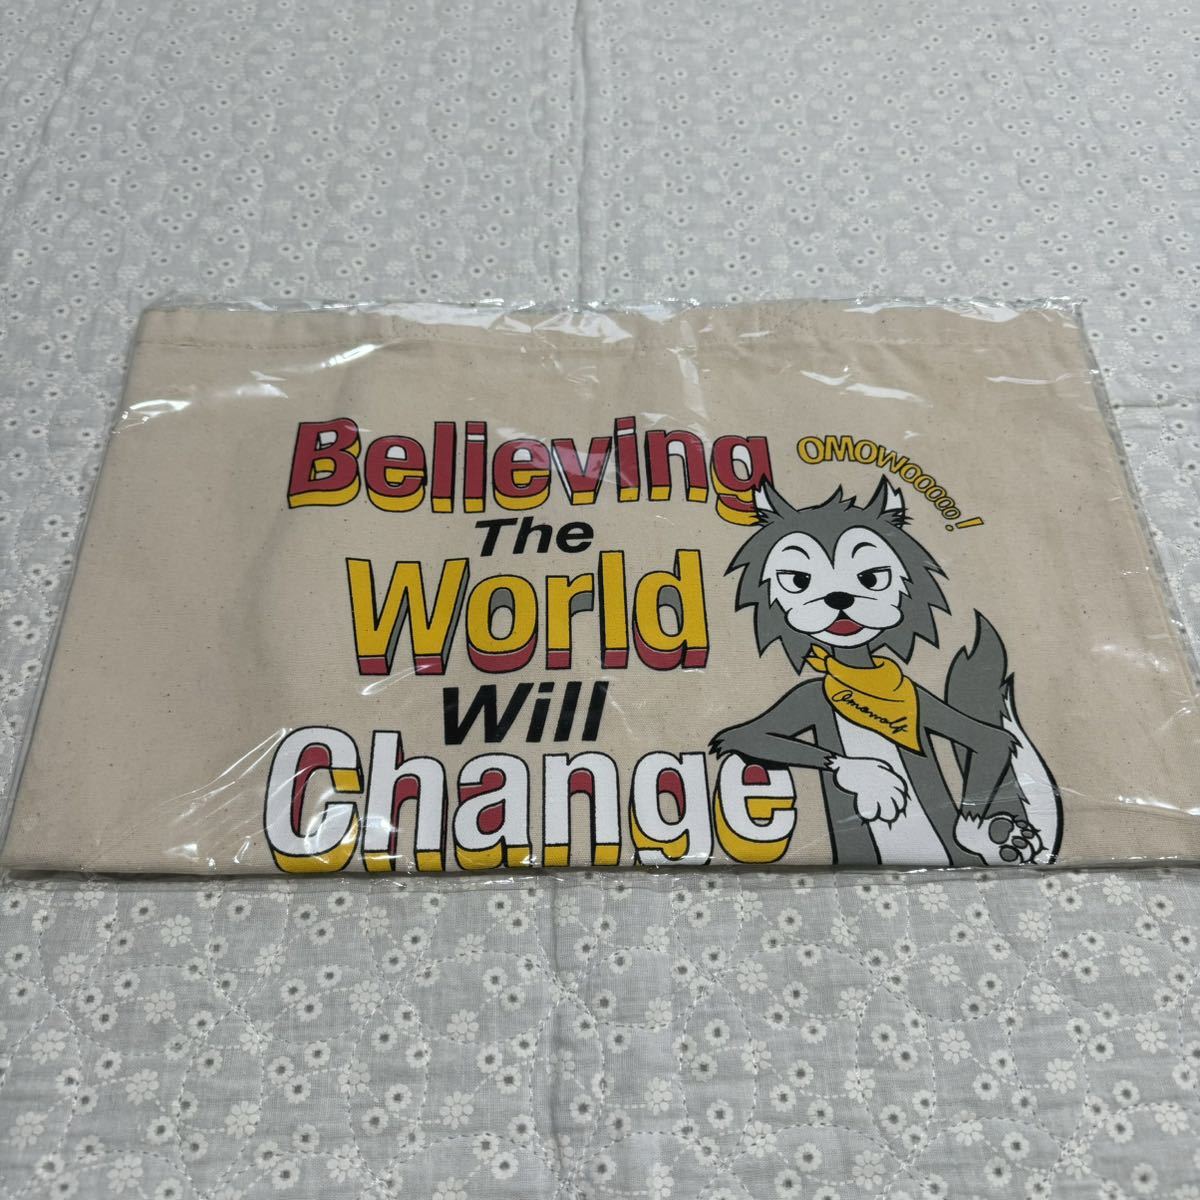 Believing
The
World
Will
Change
OMOWOOOOO!
Omowolf